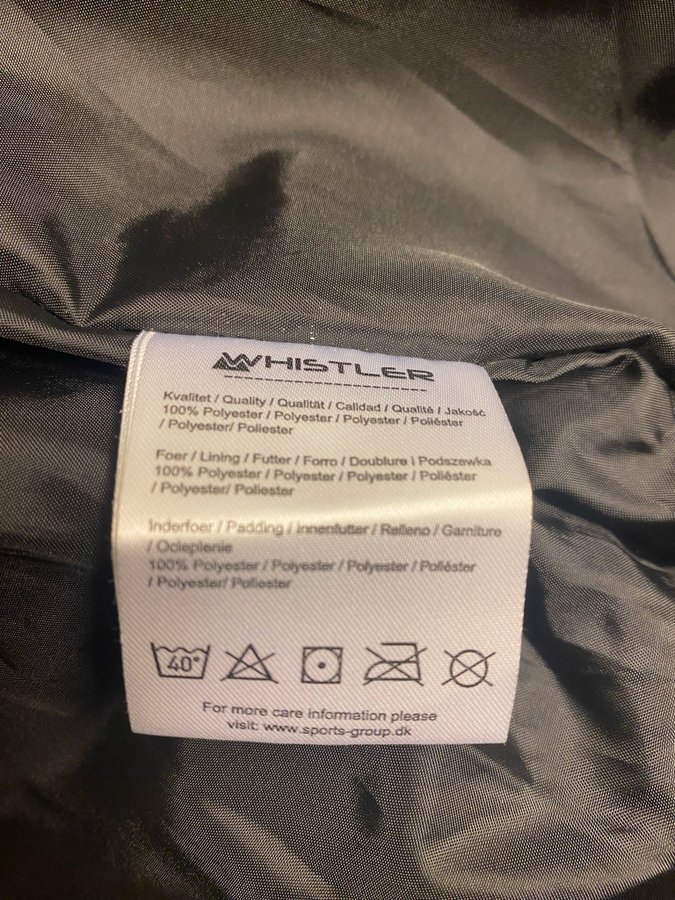 WHISTLER
Kvalitet / Quality / Qualität / Calidad / Qualité / Jakość
100% Polyester / Polyester / Polyester / Poliéster
/ Polyester/ Poliester
Foer / Lining / Futter / Forro / Doublure \ Podszewka
100% Polyester / Polyester / Polyester / Poliéster
/ Polyester/ Poliester
Inderfoer / Padding / Innenfutter / Relleno / Garniture
/ Ocieplenie
100% Polyester / Polyester / Polyester / Poliéster
/ Polyester/ Poliester
40°
For more care information please
visit: www.sports-group.dk